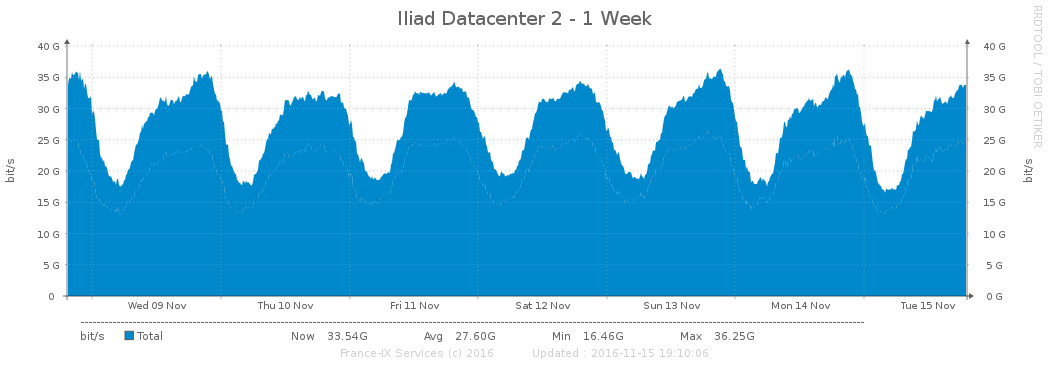 Iliad Datacenter 2 - 1 Week
RRDTOOL / TOBI OETIKER
40 G 40 G
35 G 35 G
30 G 30 G
25 G 25 G
20 G 20 G
15 G 15 G
10 G 10 G
5 G 5 G
0 0 G
bit/s bit/s
Wed 09 Nov Thu 10 Nov Fri 11 Nov Sat 12 Nov Sun 13 Nov Mon 14 Nov Tue 15 Nov
bit/s Total Now 33.54G Avg 27.60G Min 16.46G Max 36.25G
France-IX Services (c) 2016 Updated : 2016-11-15 19:10:06